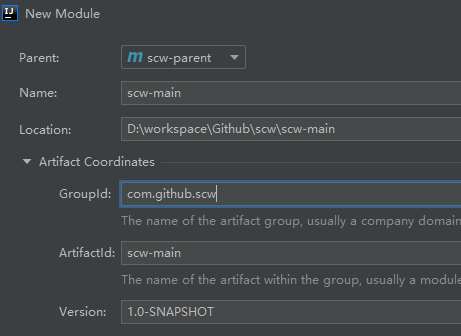 IJ New Module
Parent: m scw-parent
Name: scw-main
Location: D:\workspace\Github\scw\scw-main
Artifact Coordinates
GroupId: com.github.scw
The name of the artifact group, usually a company domain
ArtifactId: scw-main
The name of the artifact within the group, usually a module
Version: 1.0-SNAPSHOT